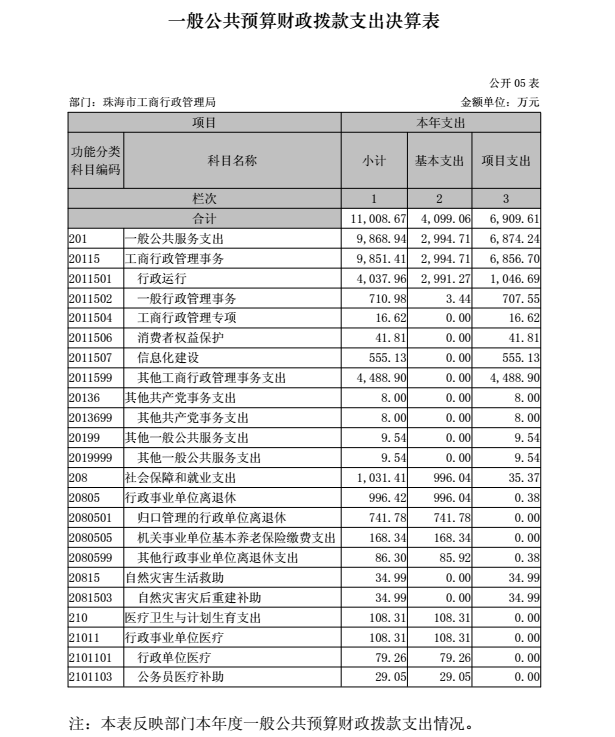 一般公共预算财政拨款支出决算表
公开 05 表
部门：珠海市工商行政管理局 金额单位：万元
项目 本年支出
功能分类科目编码 科目名称 小计 基本支出 项目支出
栏次 1 2 3
合计 11,008.67 4,099.06 6,909.61
201 一般公共服务支出 9,868.94 2,994.71 6,874.24
20115 工商行政管理事务 9,851.41 2,994.71 6,856.70
2011501 行政运行 4,037.96 2,991.27 1,046.69
2011502 一般行政管理事务 710.98 3.44 707.55
2011504 工商行政管理专项 16.62 0.00 16.62
2011506 消费者权益保护 41.81 0.00 41.81
2011507 信息化建设 555.13 0.00 555.13
2011599 其他工商行政管理事务支出 4,488.90 0.00 4,488.90
20136 其他共产党事务支出 8.00 0.00 8.00
2013699 其他共产党事务支出 8.00 0.00 8.00
20199 其他一般公共服务支出 9.54 0.00 9.54
2019999 其他一般公共服务支出 9.54 0.00 9.54
208 社会保障和就业支出 1,031.41 996.04 35.37
20805 行政事业单位离退休 996.42 996.04 0.38
2080501 归口管理的行政单位离退休 741.78 741.78 0.00
2080505 机关事业单位基本养老保险缴费支出 168.34 168.34 0.00
2080599 其他行政事业单位离退休支出 86.30 85.92 0.38
20815 自然灾害生活救助 34.99 0.00 34.99
2081503 自然灾害灾后重建补助 34.99 0.00 34.99
210 医疗卫生与计划生育支出 108.31 108.31 0.00
21011 行政事业单位医疗 108.31 108.31 0.00
2101101 行政单位医疗 79.26 79.26 0.00
2101103 公务员医疗补助 29.05 29.05 0.00
注：本表反映部门本年度一般公共预算财政拨款支出情况。